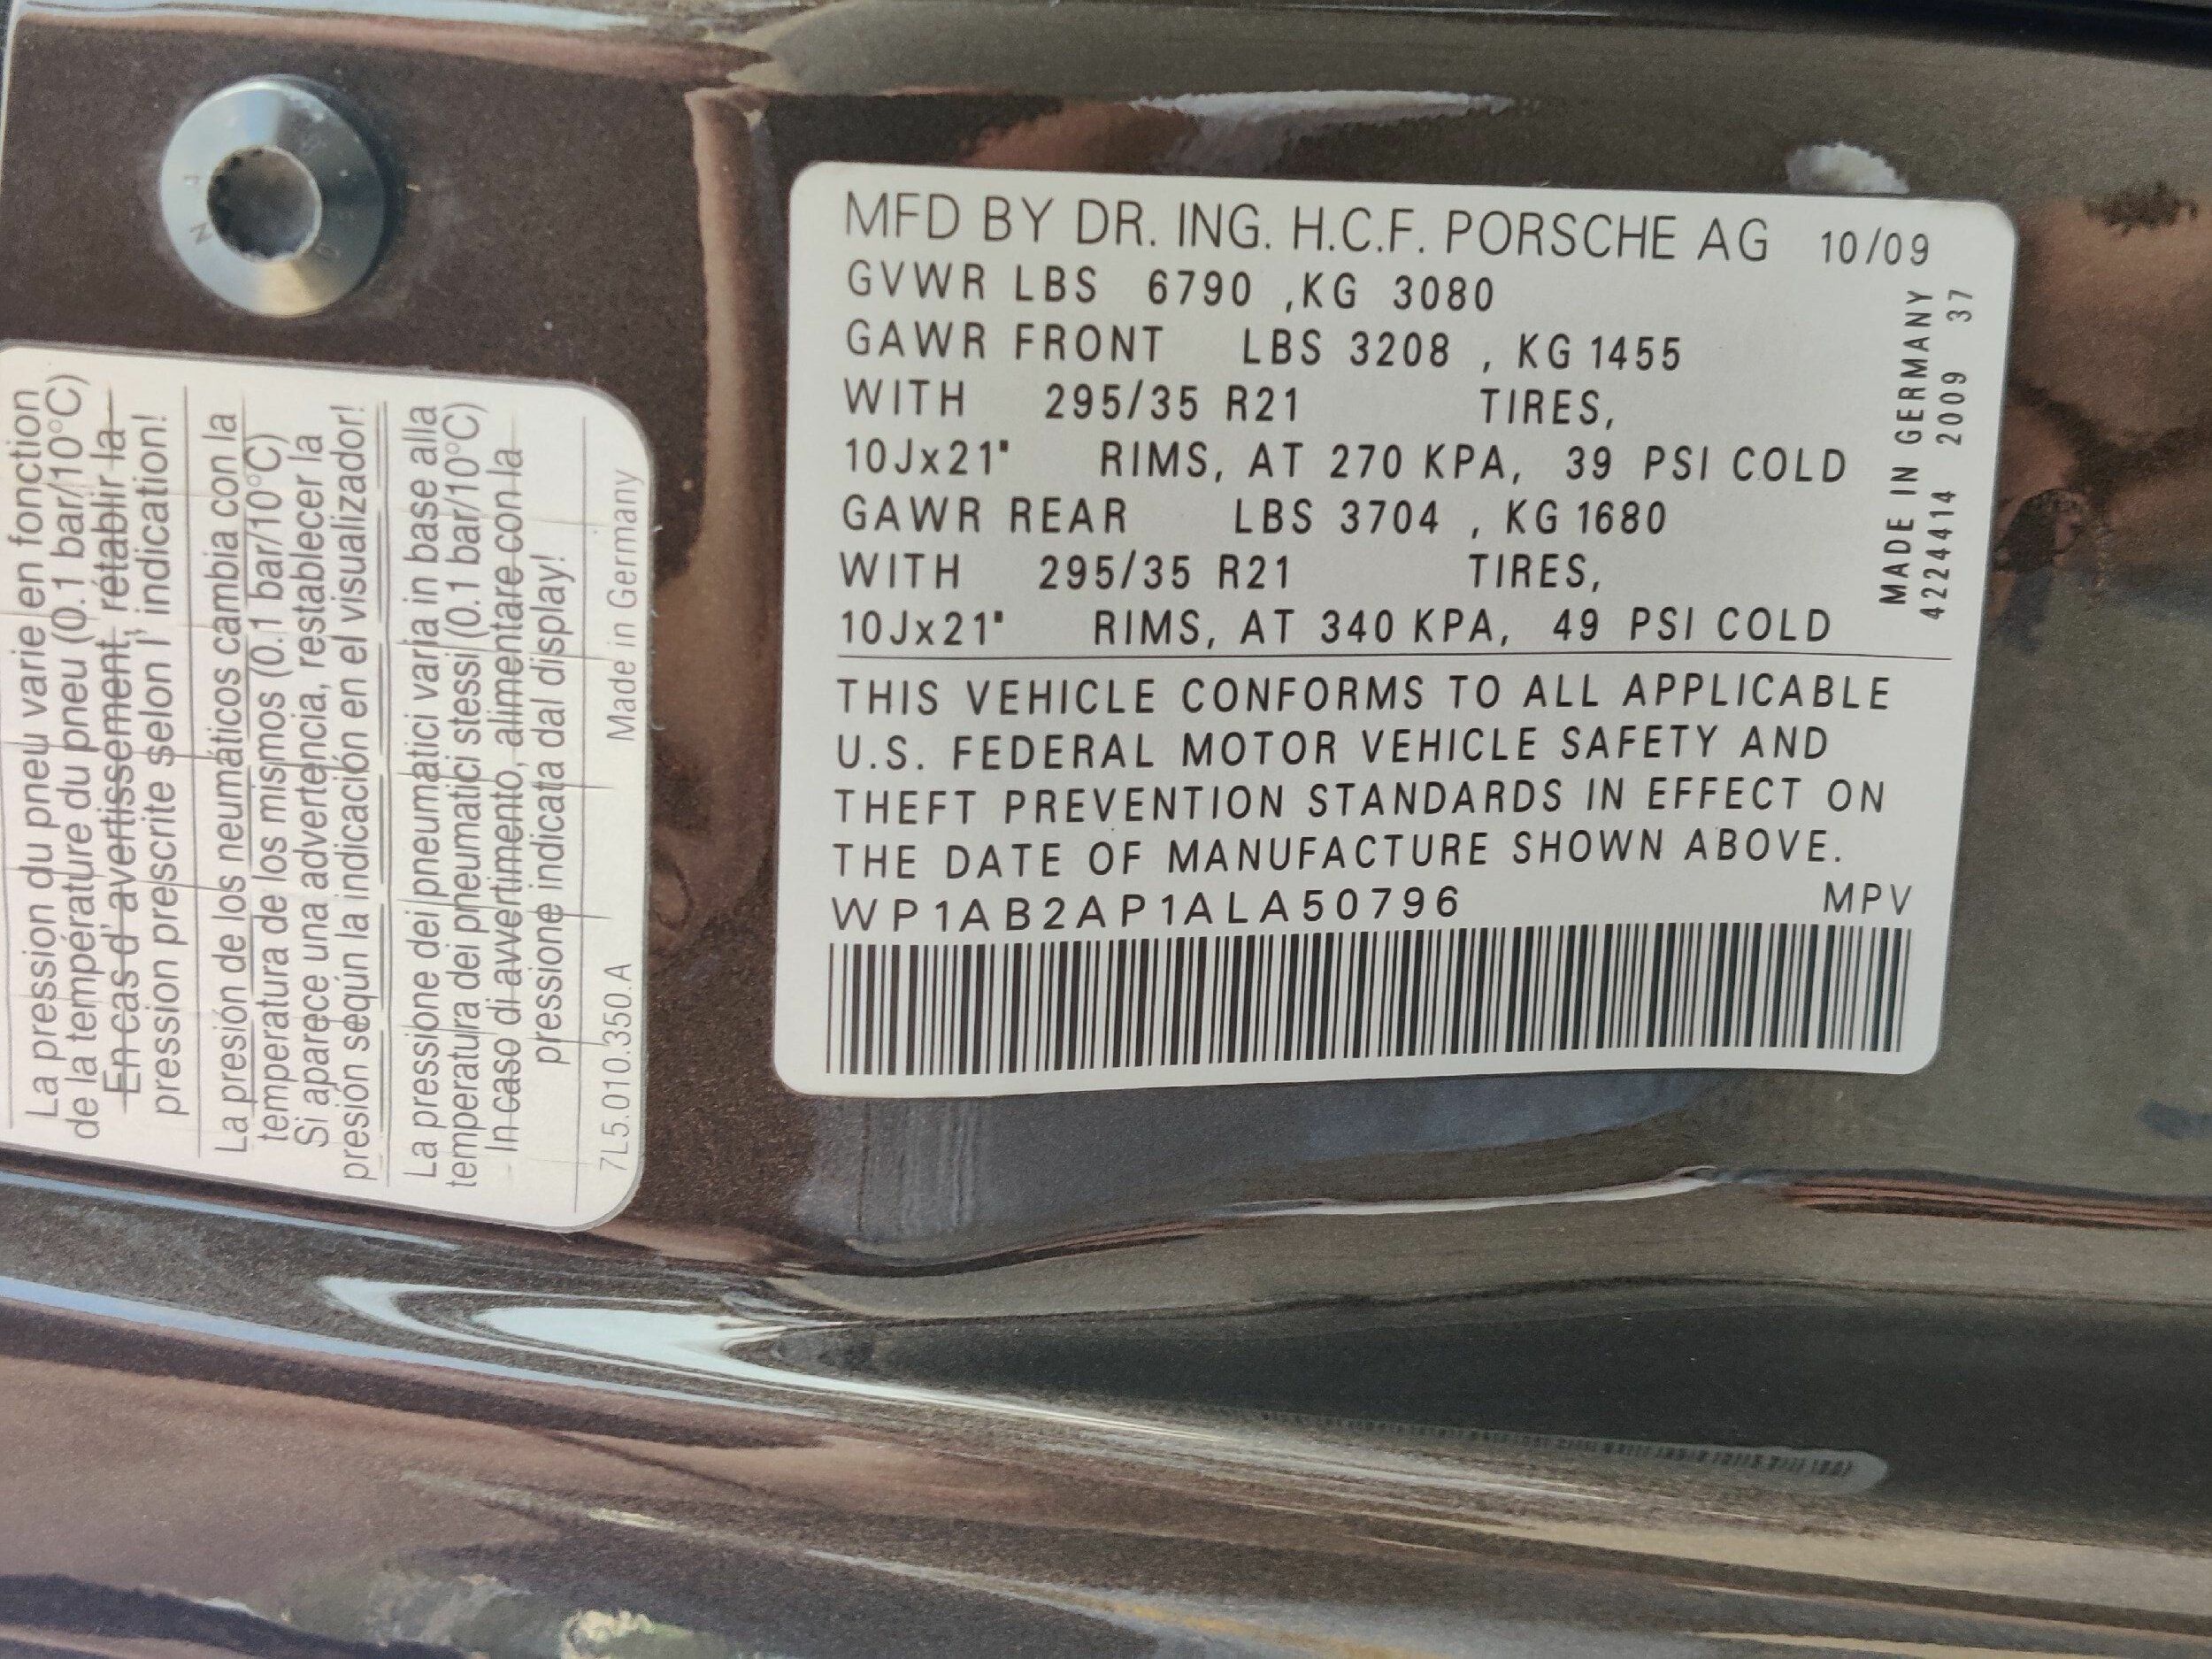 MFD BY DR. ING. H.C.F. PORSCHE AG 10/09
GVWR LBS 6790 ,KG 3080
GAWR FRONT LBS 3208 , KG 1455
WITH 295/35 R21 TIRES,
10Jx21" RIMS, AT 270 KPA, 39 PSI COLD
GAWR REAR LBS 3704 , KG 1680
WITH 295/35 R21 TIRES,
10Jx21" RIMS, AT 340 KPA, 49 PSI COLD
MADE IN GERMANY
4224414 2009 37
THIS VEHICLE CONFORMS TO ALL APPLICABLE
U.S. FEDERAL MOTOR VEHICLE SAFETY AND
THEFT PREVENTION STANDARDS IN EFFECT ON
THE DATE OF MANUFACTURE SHOWN ABOVE.
WP1AB2AP1ALA50796 MPV
La pression du pneu varie en fonction
de la température du pneu (0.1 bar/10°C)
En cas d'avertissement, rétablir la
pression prescrite selon l'indication!
La presión de los neumáticos cambia con la
temperatura de los mismos (0.1 bar/10°C)
Si aparece una advertencia, restablecer la
presión sequn la indicación en el visualizador!
La pressione dei pneumatici varia in base alla
temperatura dei pneumatici stessi (0.1 bar/10°C)
In caso di avvertimento, alimentare con la
pressione indicata dal display!
7L5.010.350.A Made in Germany